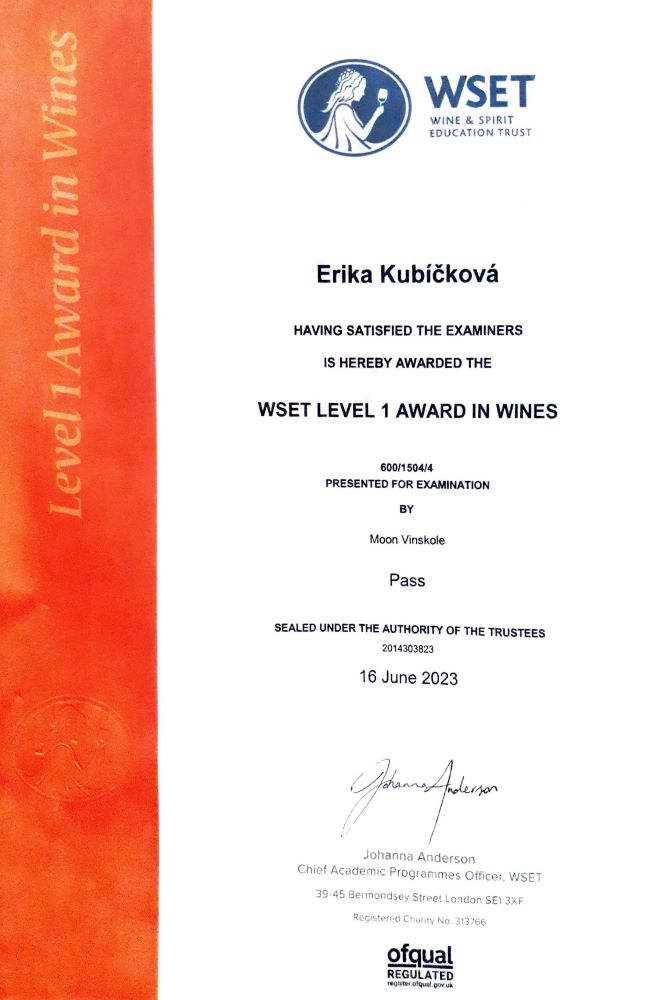 Level 1 Award in Wines
WSET
WINE & SPIRIT
EDUCATION TRUST
Erika Kubíčková
HAVING SATISFIED THE EXAMINERS
IS HEREBY AWARDED THE
WSET LEVEL 1 AWARD IN WINES
600/1504/4
PRESENTED FOR EXAMINATION
BY
Moon Vinskole
Pass
SEALED UNDER THE AUTHORITY OF THE TRUSTEES
2014303823
16 June 2023
Johanna Anderson
Johanna Anderson
Chief Academic Programmes Officer, WSET
39-45 Bermondsey Street London SE1 3XF
Registered Charity No. 313766
ofqual
REGULATED
register.ofqual.gov.uk